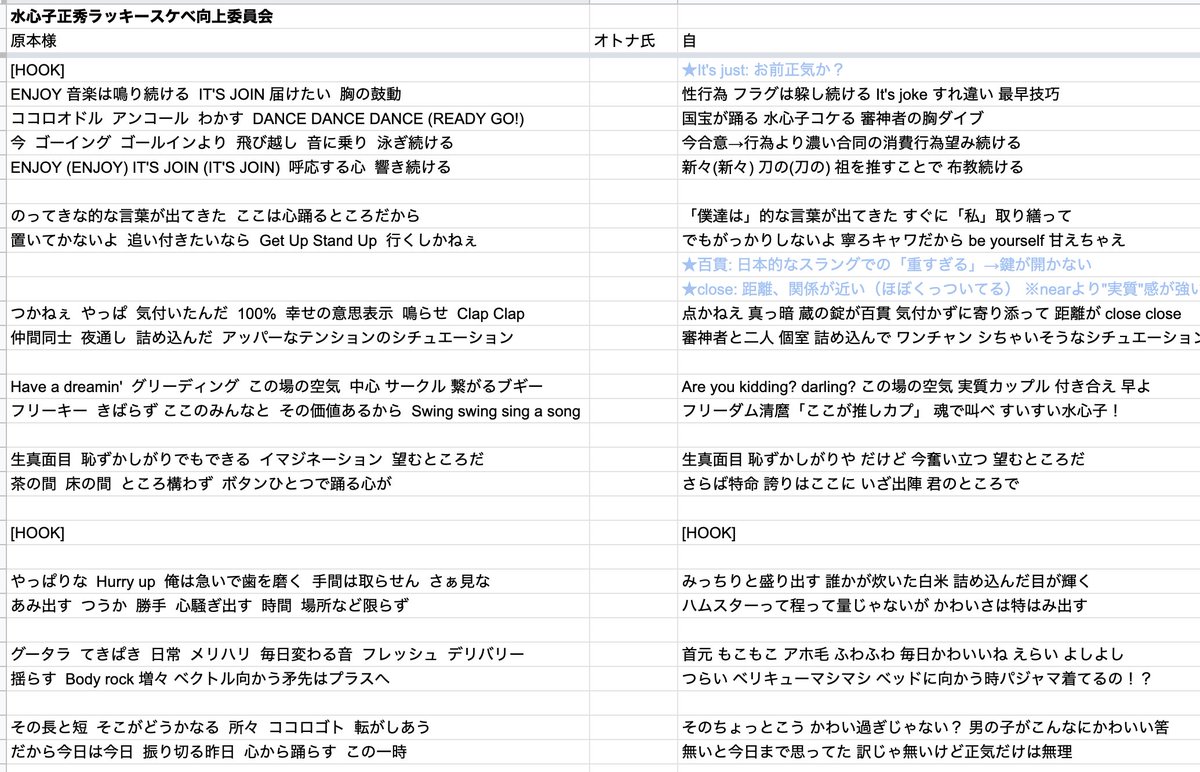 水心子正秀ラッキースケベ向上委員会
原本様 オトナ氏 自
[HOOK] ★It's just: お前正気か？
ENJOY 音楽は鳴り続ける IT'S JOIN 届けたい 胸の鼓動 性行為 フラグは躱し続ける It's joke すれ違い 最早技巧
ココロオドル アンコール わかす DANCE DANCE DANCE (READY GO!) 国宝が踊る 水心子コケる 審神者の胸ダイブ
今 ゴーイング ゴールインより 飛び越し 音に乗り 泳ぎ続ける 今合意→行為より濃い合同の消費行為望み続ける
ENJOY (ENJOY) IT'S JOIN (IT'S JOIN) 呼応する心 響き続ける 新々(新々) 刀の(刀の) 祖を推すことで 布教続ける
のってきな的な言葉が出てきた ここは心踊るところだから 「僕達は」的な言葉が出てきた すぐに「私」取り繕って
置いてかないよ 追い付きたいなら Get Up Stand Up 行くしかねぇ でもがっかりしないよ 寧ろキャワだから be yourself 甘えちゃえ
★百貫: 日本的なスラングでの「重すぎる」→鍵が開かない
★close: 距離、関係が近い（ほぼくっついてる） ※nearより"実質"感が強い
つかねぇ やっぱ 気付いたんだ 100% 幸せの意思表示 鳴らせ Clap Clap 点かねえ 真っ暗 蔵の錠が百貫 気付かずに寄り添って 距離が close close
仲間同士 夜通し 詰め込んだ アッパーなテンションのシチュエーション 審神者と二人 個室 詰め込んで ワンチャン シちゃいそうなシチュエーション
Have a dreamin' グリーディング この場の空気 中心 サークル 繋がるブギー Are you kidding? darling? この場の空気 実質カップル 付き合え 早よ
フリーキー きばらず ここのみんなと その価値あるから Swing swing sing a song フリーダム清麿「ここが推しカプ」 魂で叫べ すいすい水心子！
生真面目 恥ずかしがりでもできる イマジネーション 望むところだ 生真面目 恥ずかしがりや だけど 今奮い立つ 望むところだ
茶の間 床の間 ところ構わず ボタンひとつで踊る心が さらば特命 誇りはここに いざ出陣 君のところで
[HOOK] [HOOK]
やっぱりな Hurry up 俺は急いで歯を磨く 手間は取らせん さぁ見な みっちりと盛り出す 誰かが炊いた白米 詰め込んだ目が輝く
あみ出す つうか 勝手 心騒ぎ出す 時間 場所など限らず ハムスターって程って量じゃないが かわいさは特はみ出す
グータラ てきぱき 日常 メリハリ 毎日変わる音 フレッシュ デリバリー 首元 もこもこ アホ毛 ふわふわ 毎日かわいいね えらい よしよし
揺らす Body rock 増々 ベクトル向かう矛先はプラスへ つらい ベリキューマシマシ ベッドに向かう時パジャマ着てるの！？
その長と短 そこがどうかなる 所々 ココロゴト 転がしあう そのちょっとこう かわい過ぎじゃない？ 男の子がこんなにかわいい筈
だから今日は今日 振り切る昨日 心から踊らす この一時 無いと今日まで思ってた 訳じゃ無いけど正気だけは無理